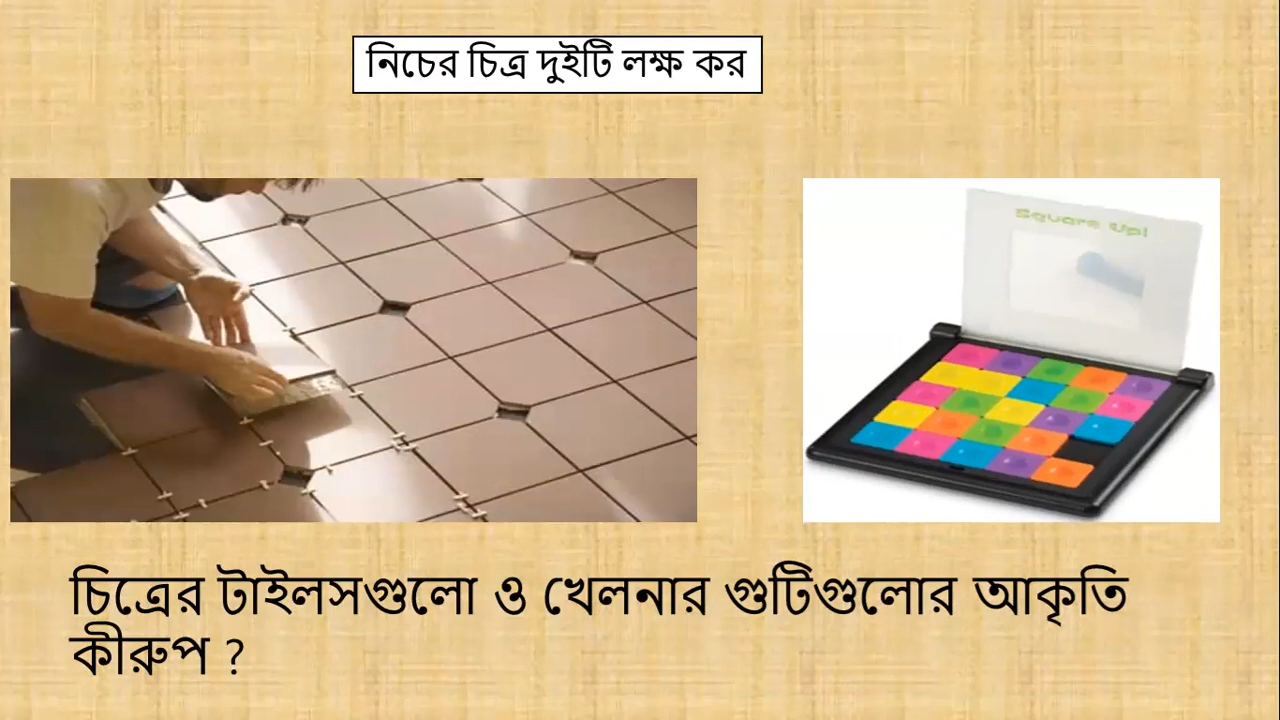 নিচের চিত্র দুইটি লক্ষ কর
Square Up!
চিত্রের টাইলসগুলো ও খেলনার গুটিগুলোর আকৃতি
কীরুপ ?